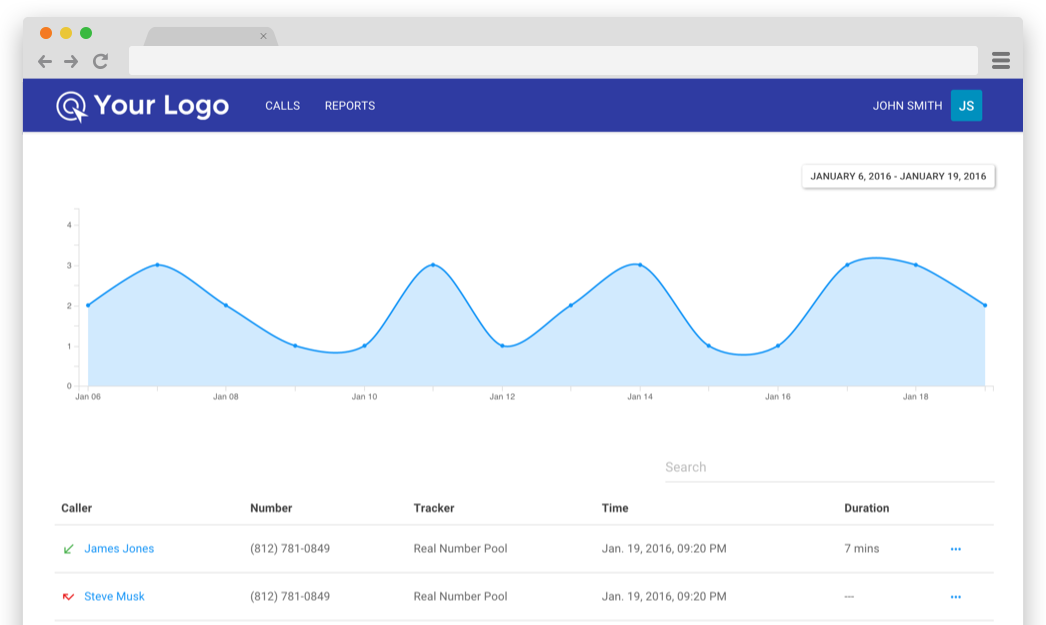 Your Logo CALLS REPORTS JOHN SMITH JS
JANUARY 6, 2016 - JANUARY 19, 2016
4
3
2
1
0
Jan 06 Jan 08 Jan 10 Jan 12 Jan 14 Jan 16 Jan 18
Search
Caller Number Tracker Time Duration
James Jones (812) 781-0849 Real Number Pool Jan. 19, 2016, 09:20 PM 7 mins ...
Steve Musk (812) 781-0849 Real Number Pool Jan. 19, 2016, 09:20 PM --- ...